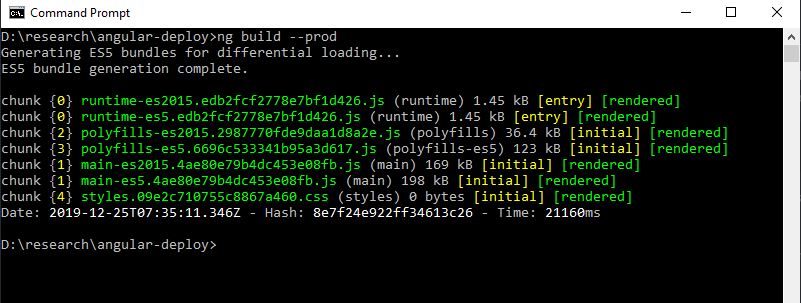 Command Prompt
D:\research\angular-deploy>ng build --prod
Generating ES5 bundles for differential loading...
ES5 bundle generation complete.
chunk {0} runtime-es2015.edb2fcf2778e7bf1d426.js (runtime) 1.45 kB [entry] [rendered]
chunk {0} runtime-es5.edb2fcf2778e7bf1d426.js (runtime) 1.45 kB [entry] [rendered]
chunk {2} polyfills-es2015.2987770fde9daa1d8a2e.js (polyfills) 36.4 kB [initial] [rendered]
chunk {3} polyfills-es5.6696c533341b95a3d617.js (polyfills-es5) 123 kB [initial] [rendered]
chunk {1} main-es2015.4ae80e79b4dc453e08fb.js (main) 169 kB [initial] [rendered]
chunk {1} main-es5.4ae80e79b4dc453e08fb.js (main) 198 kB [initial] [rendered]
chunk {4} styles.09e2c710755c8867a460.css (styles) 0 bytes [initial] [rendered]
Date: 2019-12-25T07:35:11.346Z - Hash: 8e7f24e922ff34613c26 - Time: 21160ms
D:\research\angular-deploy>